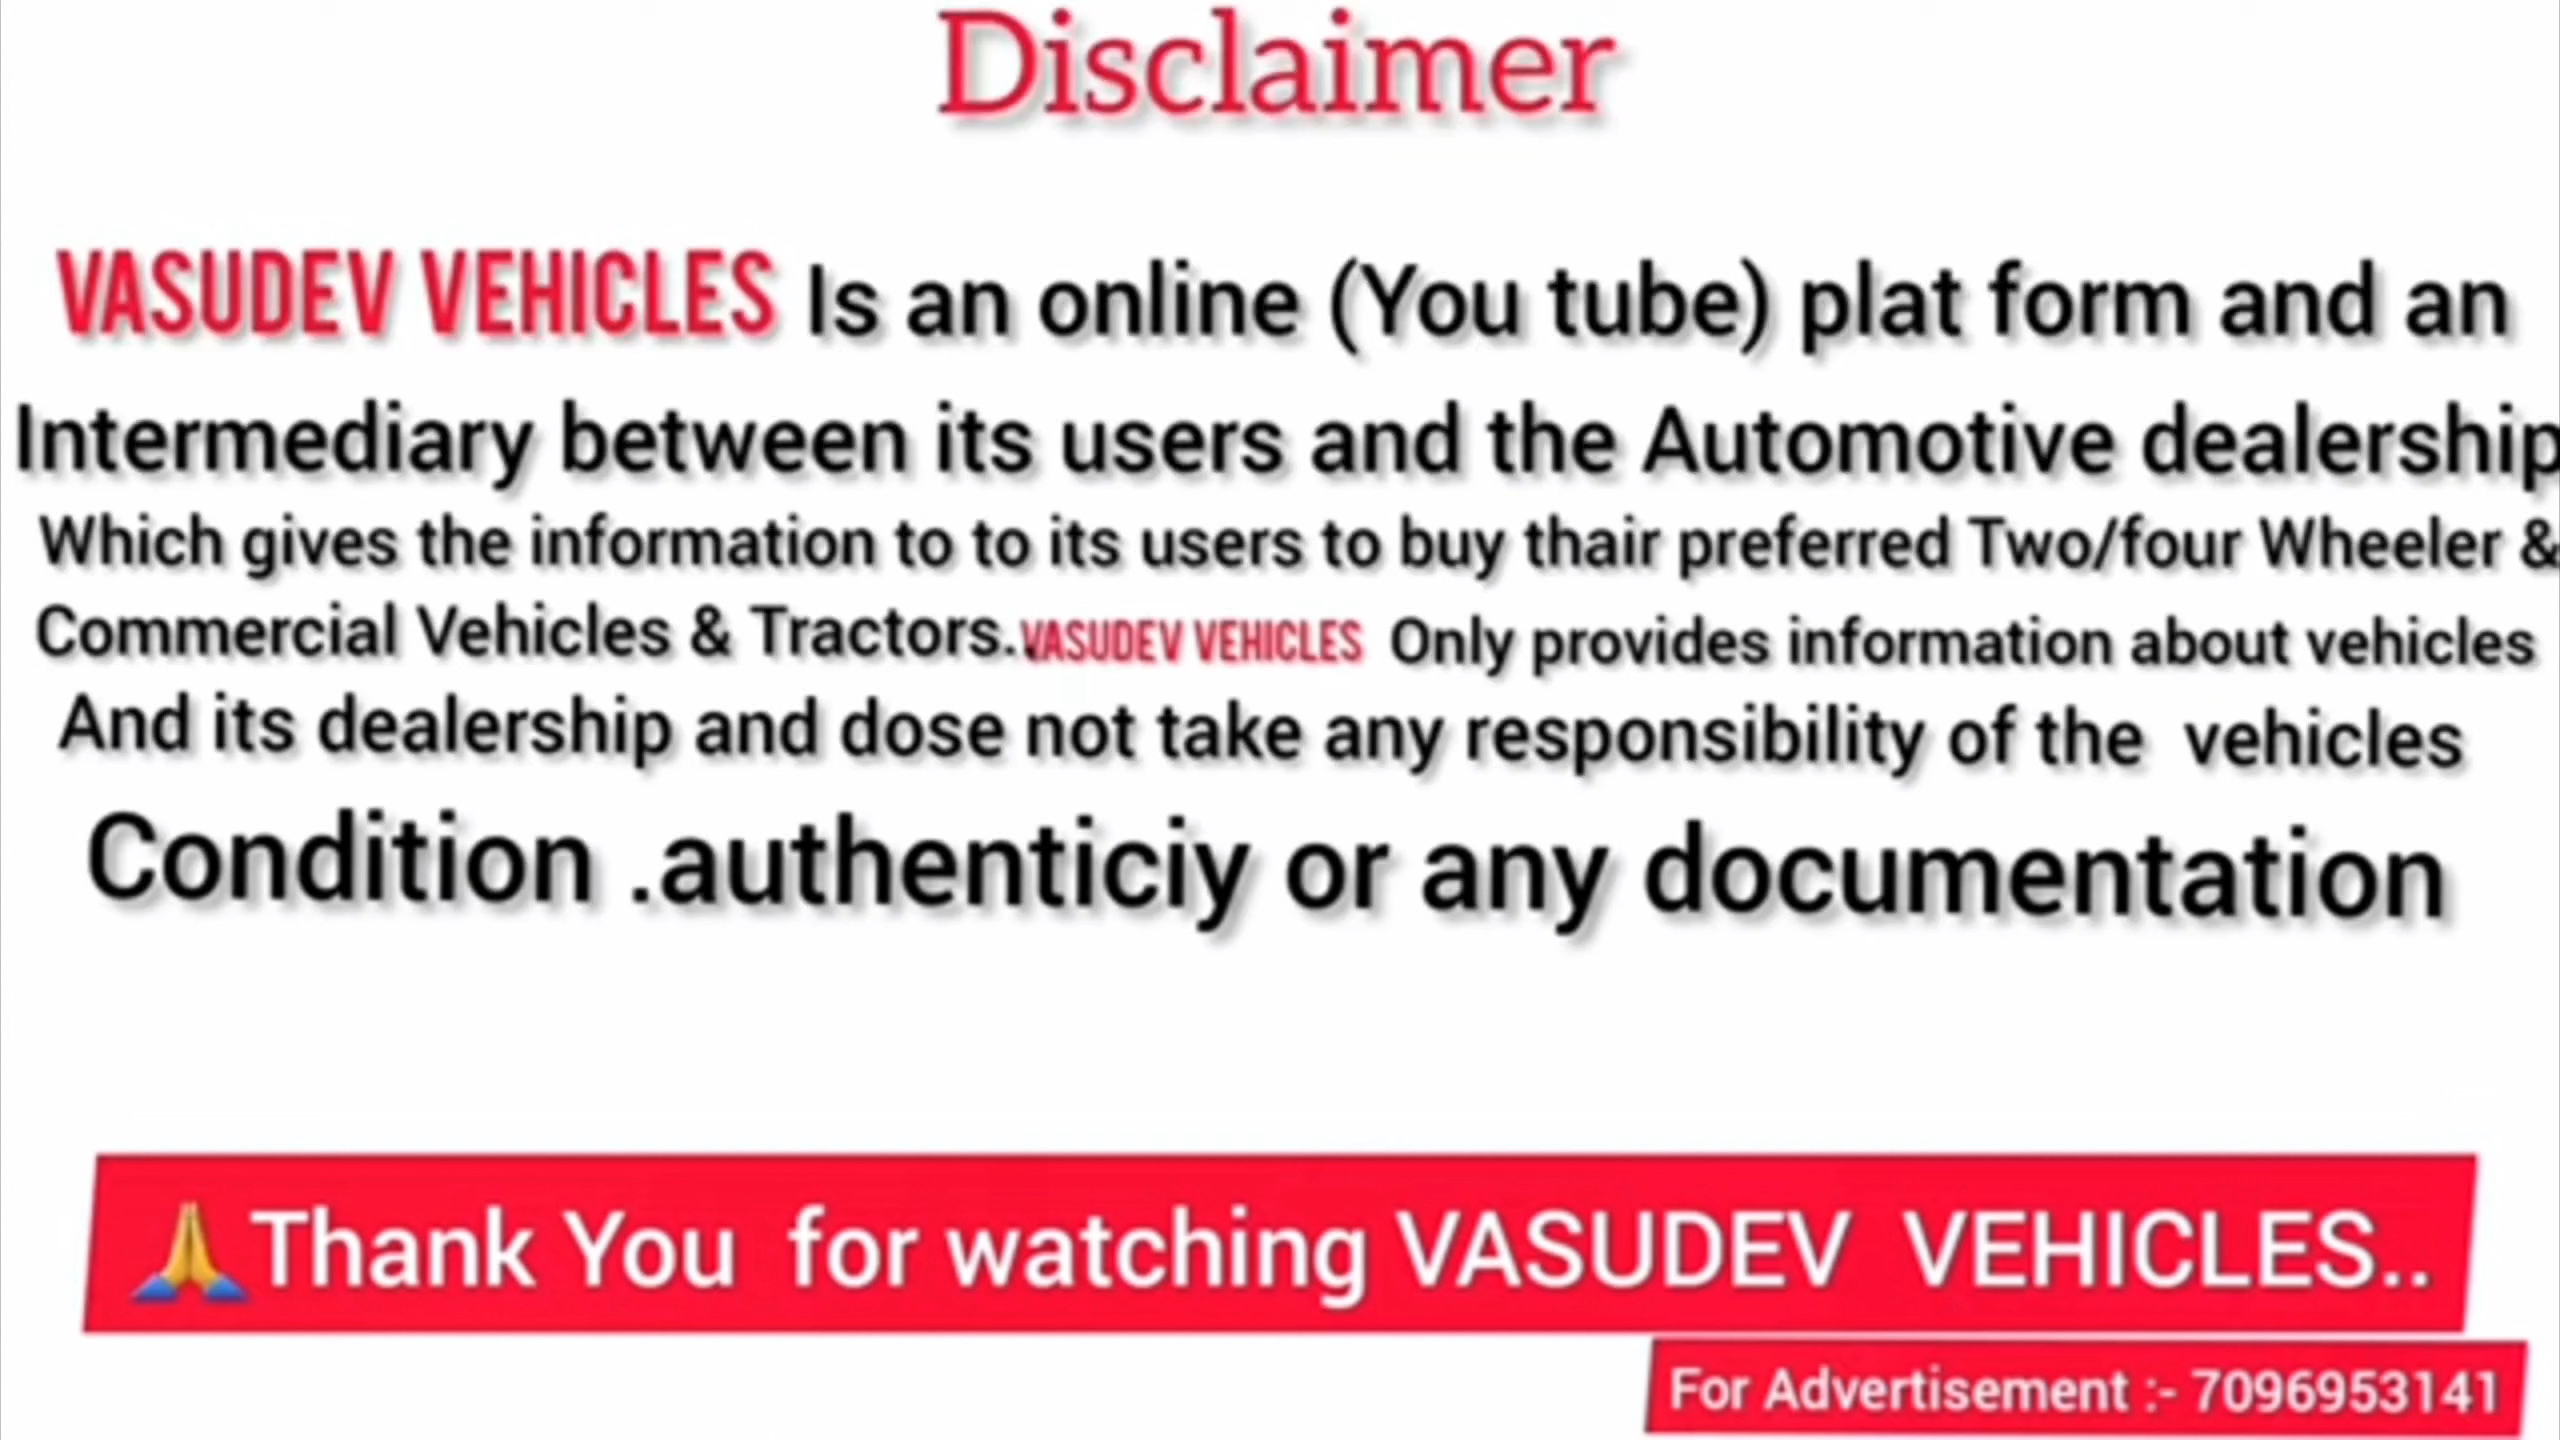 Disclaimer
VASUDEV VEHICLES Is an online (You tube) plat form and an
Intermediary between its users and the Automotive dealership
Which gives the information to to its users to buy thair preferred Two/four Wheeler &
Commercial Vehicles & Tractors..VASUDEV VEHICLES Only provides information about vehicles
And its dealership and dose not take any responsibility of the vehicles
Condition .authenticiy or any documentation
🙏Thank You for watching VASUDEV VEHICLES..
For Advertisement :- 7096953141